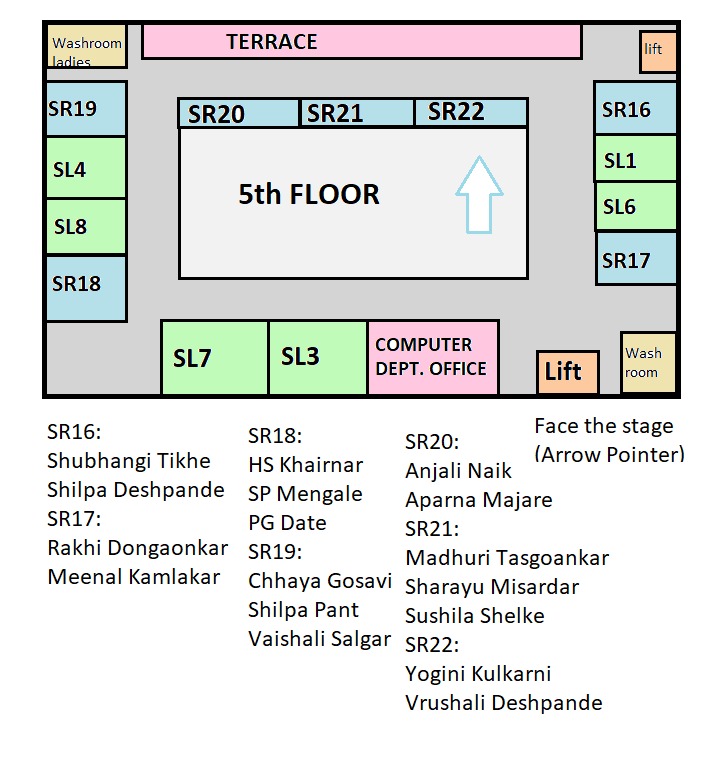 Washroom
ladies
TERRACE
lift
SR19
SR20
SR21
SR22
SR16
SL4
5th FLOOR
SL1
SL8
SL6
SR18
SR17
SL7
SL3
COMPUTER
DEPT. OFFICE
Lift
Wash
room
SR16:
Shubhangi Tikhe
Shilpa Deshpande
SR17:
Rakhi Dongaonkar
Meenal Kamlakar
SR18:
HS Khairnar
SP Mengale
PG Date
SR19:
Chhaya Gosavi
Shilpa Pant
Vaishali Salgar
SR20:
Anjali Naik
Aparna Majare
SR21:
Madhuri Tasgoankar
Sharayu Misardar
Sushila Shelke
SR22:
Yogini Kulkarni
Vrushali Deshpande
Face the stage
(Arrow Pointer)